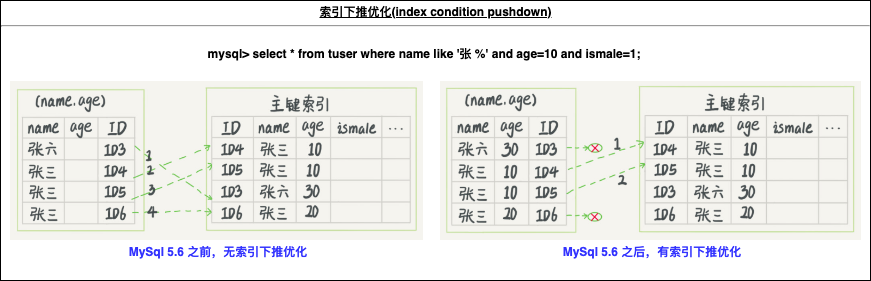 索引下推优化(index condition pushdown)
mysql> select * from tuser where name like '张 %' and age=10 and ismale=1;
(name,age)
name age ID
张六 ID3
张三 ID4
张三 ID5
张三 ID6
1
2
3
4
主键索引
ID name age ismale ...
ID4 张三 10
ID5 张三 10
ID3 张六 30
ID6 张三 20
MySql 5.6 之前，无索引下推优化
(name,age)
name age ID
张六 30 ID3
张三 10 ID4
张三 10 ID5
张三 20 ID6
1
2
主键索引
ID name age ismale ...
ID4 张三 10
ID5 张三 10
ID3 张六 30
ID6 张三 20
MySql 5.6 之后，有索引下推优化